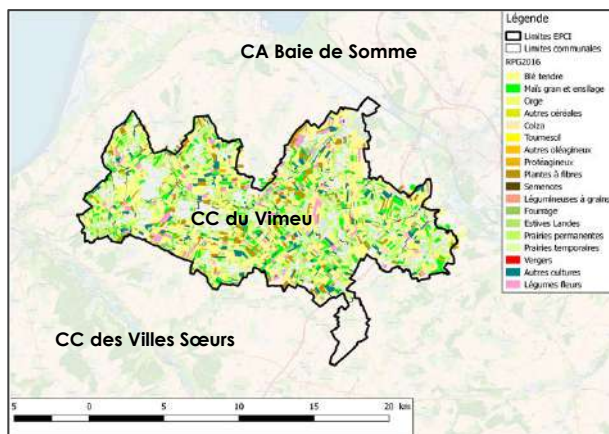 CA Baie de Somme
CC du Vimeu
CC des Villes Sœurs
Légende
Limites EPCI
Limites communales
RPG2016
Blé tendre
Maïs grain et ensilage
Orge
Autres céréales
Colza
Tournesol
Autres oléagineux
Protéagineux
Plantes à fibres
Semences
Légumineuses à grains
Fourrage
Estives Landes
Prairies permanentes
Prairies temporaires
Vergers
Autres cultures
Légumes fleurs
5 0 5 10 15 20 km